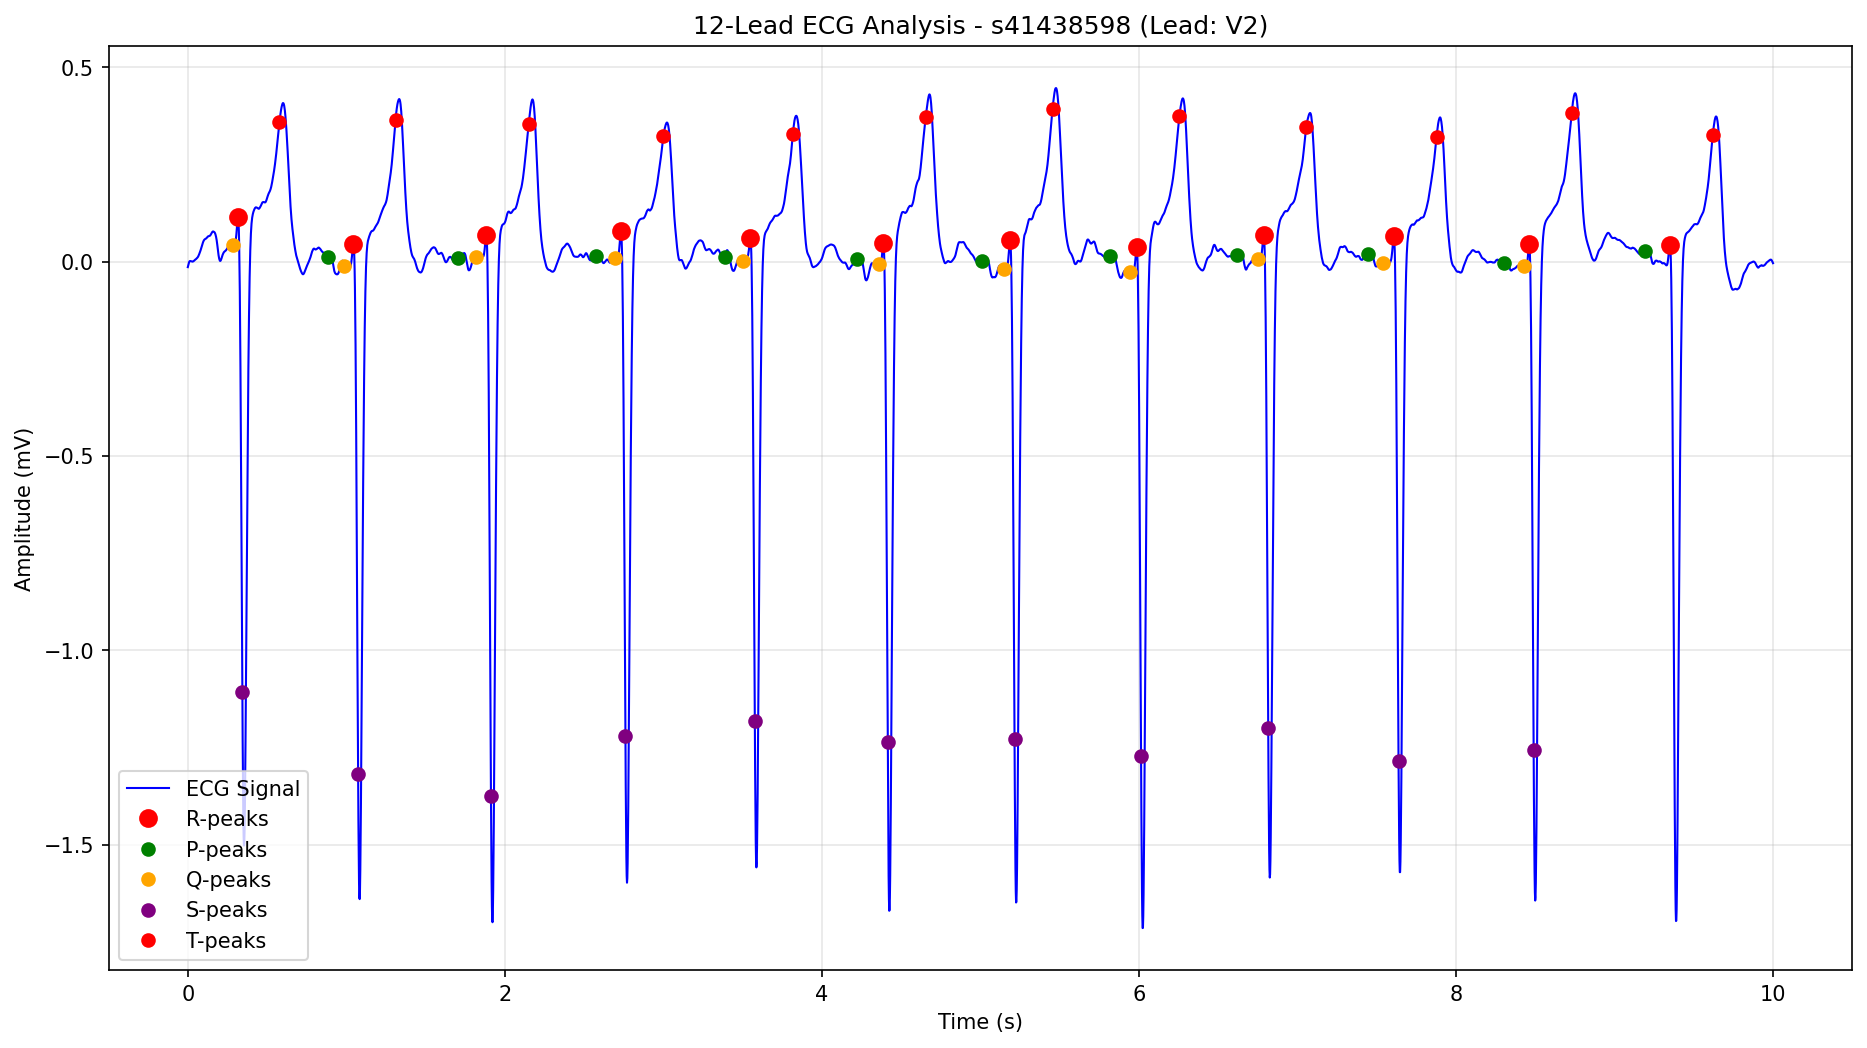 12-Lead ECG Analysis - s41438598 (Lead: V2)
0.5
0.0
−0.5
−1.0
−1.5
Amplitude (mV)
ECG Signal
R-peaks
P-peaks
Q-peaks
S-peaks
T-peaks
0 2 4 6 8 10
Time (s)